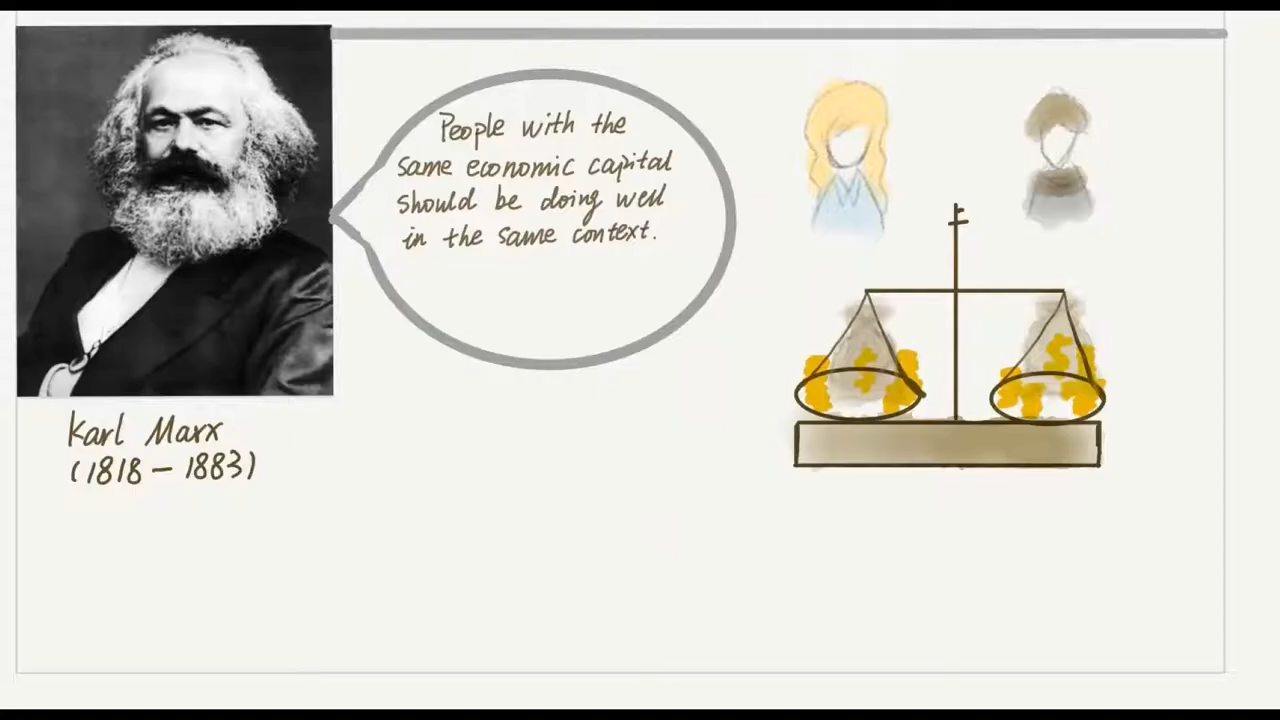 People with the
same economic capital
should be doing well
in the same context.
Karl Marx
(1818 – 1883)